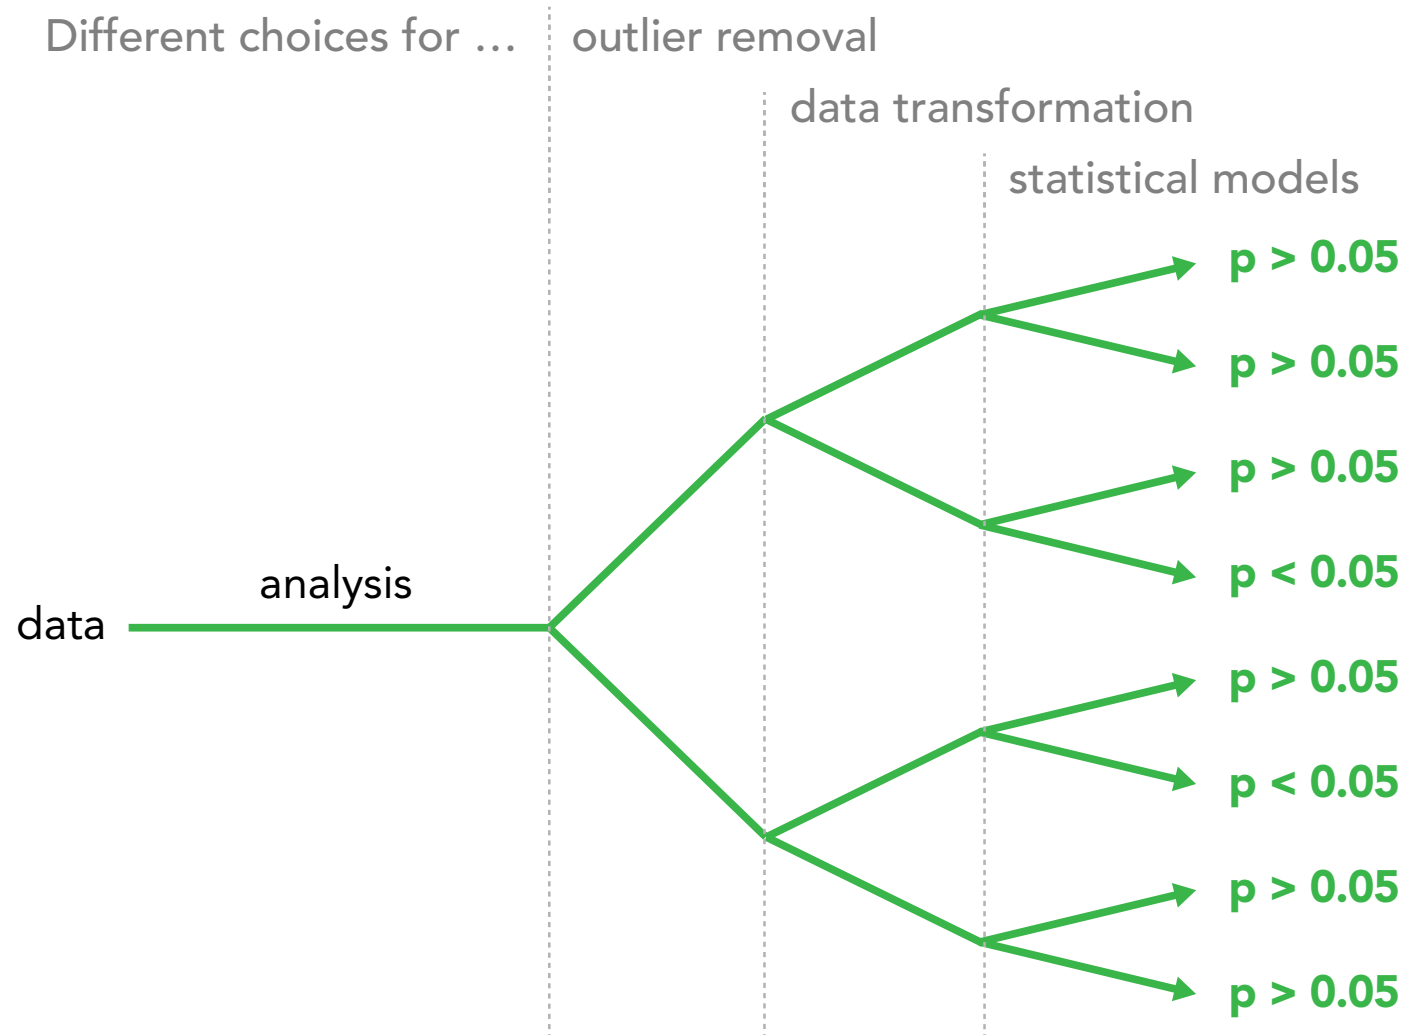 Different choices for …
outlier removal
data transformation
statistical models
p > 0.05
p > 0.05
p > 0.05
p < 0.05
analysis
data
p > 0.05
p < 0.05
p > 0.05
p > 0.05